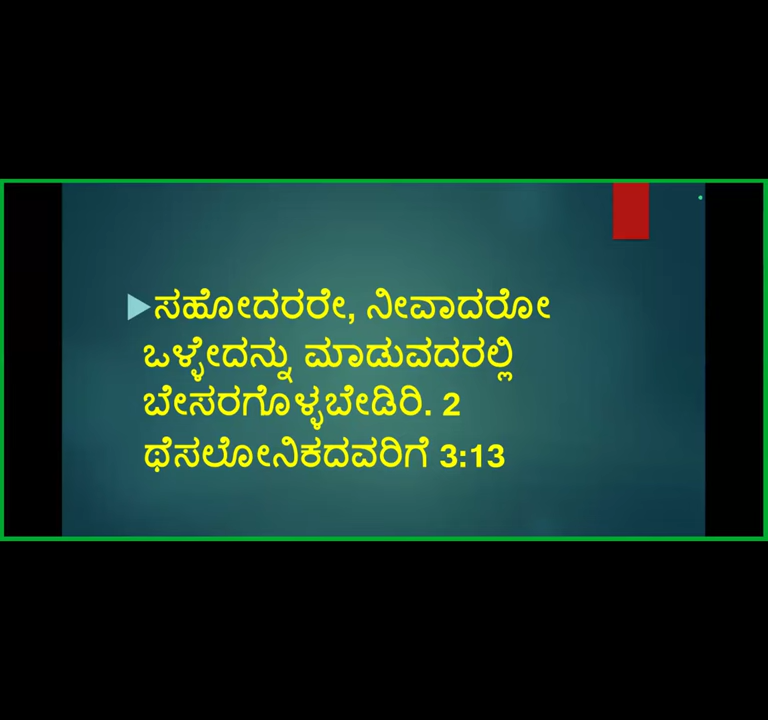 ಸಹೋದರರೇ, ನೀವಾದರೋ
ಒಳ್ಳೇದನ್ನು ಮಾಡುವದರಲ್ಲಿ
ಬೇಸರಗೊಳ್ಳಬೇಡಿರಿ. 2
ಥೆಸಲೋನಿಕದವರಿಗೆ 3:13